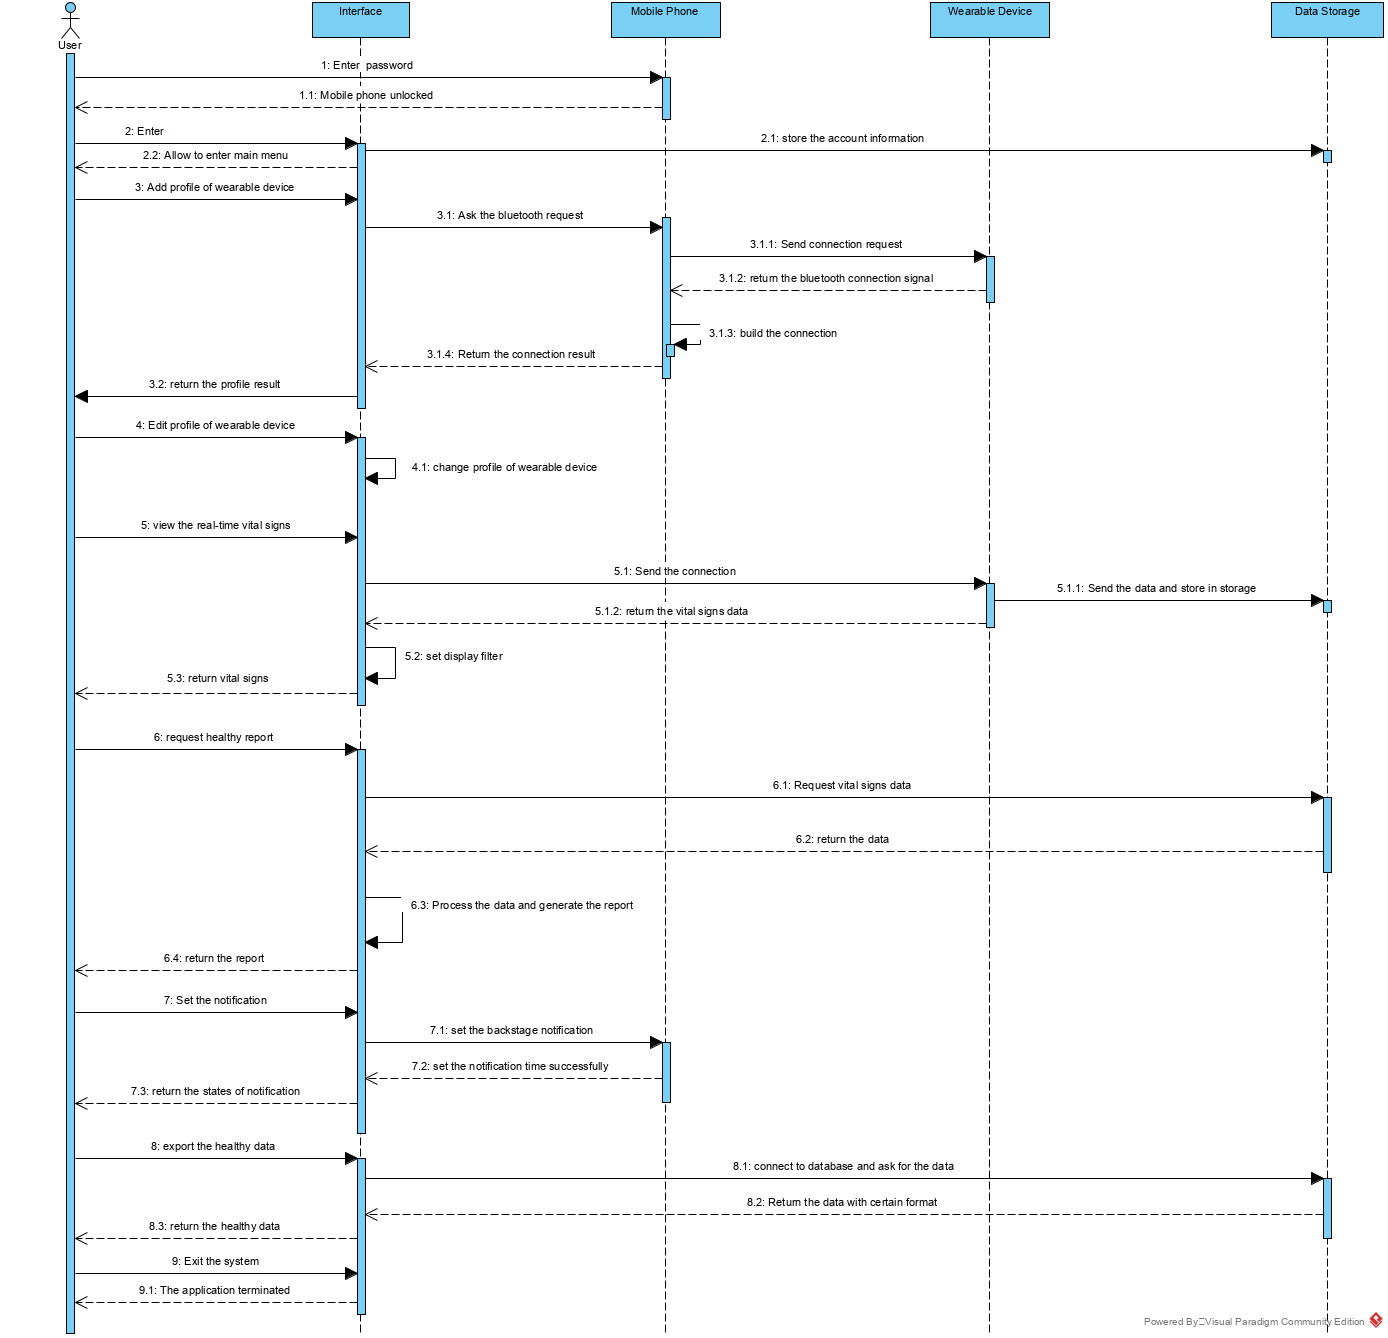 Interface
Mobile Phone
Wearable Device
Data Storage
User
1: Enter  password
1.1: Mobile phone unlocked
2: Enter
2.1: store the account information
2.2: Allow to enter main menu
3: Add profile of wearable device
3.1: Ask the bluetooth request
3.1.1: Send connection request
3.1.2: return the bluetooth connection signal
3.1.3: build the connection
3.1.4: Return the connection result
3.2: return the profile result
4: Edit profile of wearable device
4.1: change profile of wearable device
5: view the real-time vital signs
5.1: Send the connection
5.1.1: Send the data and store in storage
5.1.2: return the vital signs data
5.2: set display filter
5.3: return vital signs
6: request healthy report
6.1: Request vital signs data
6.2: return the data
6.3: Process the data and generate the report
6.4: return the report
7: Set the notification
7.1: set the backstage notification
7.2: set the notification time successfully
7.3: return the states of notification
8: export the healthy data
8.1: connect to database and ask for the data
8.2: Return the data with certain format
8.3: return the healthy data
9: Exit the system
9.1: The application terminated
Powered By Visual Paradigm Community Edition